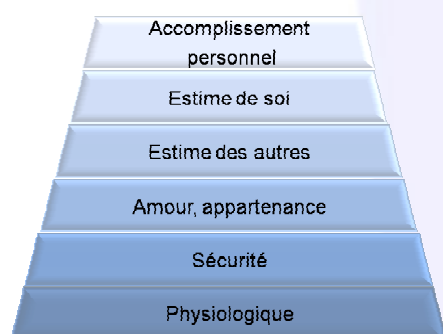 Accomplissement
personnel
Estime de soi
Estime des autres
Amour, appartenance
Sécurité
Physiologique